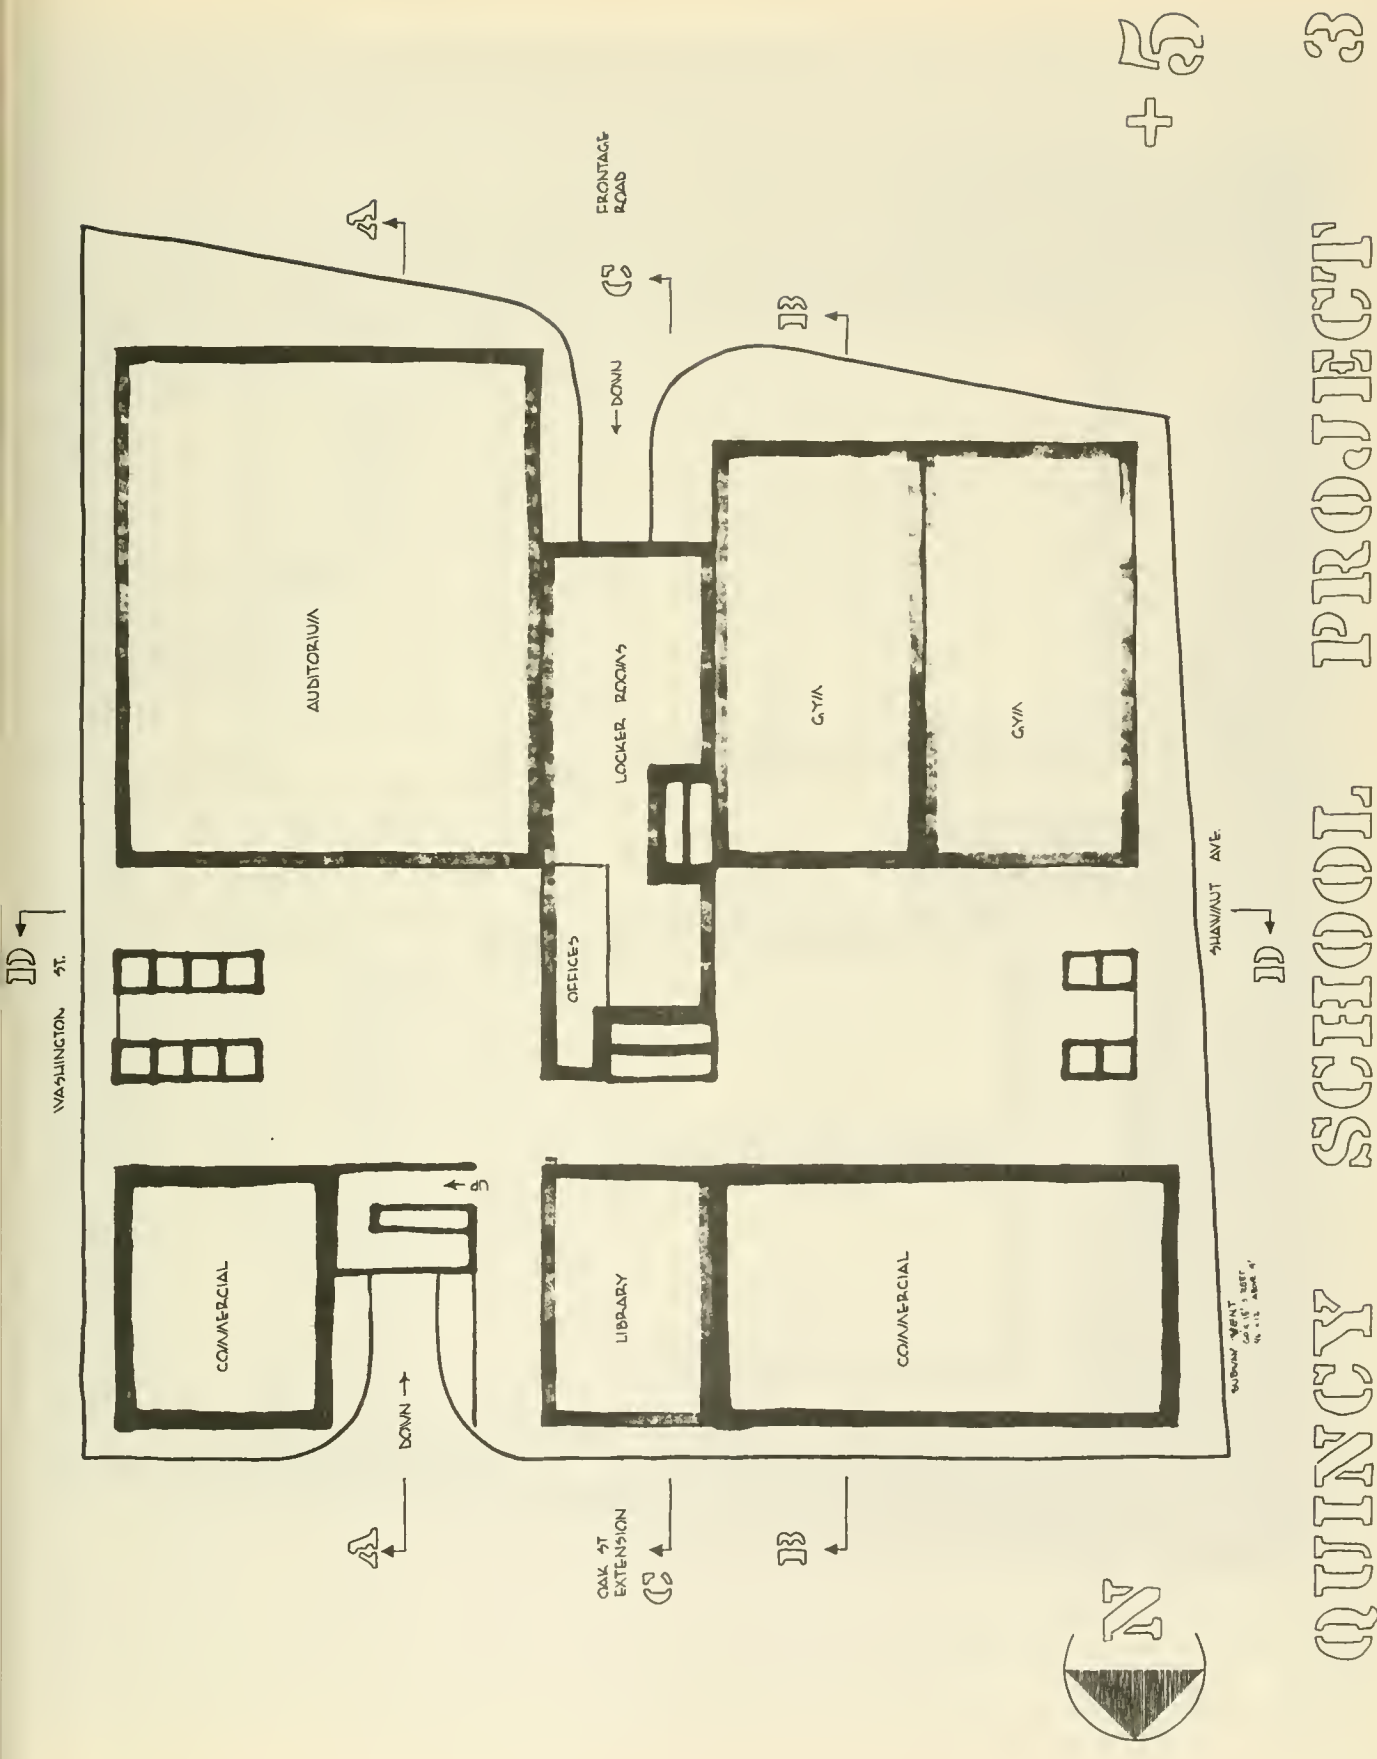 WASHINGTON ST.
D
A
A
AUDITORIUM
COMMERCIAL
DOWN →
FRONTAGE
ROAD
C
← DOWN
LOCKER ROOMS
OFFICES
LIBRARY
OAK ST
EXTENSION
C
B
B
GYM
GYM
COMMERCIAL
SHAWMUT AVE.
D
SUBWAY VENT
N
+5
QUINCY SCHOOL PROJECT 3